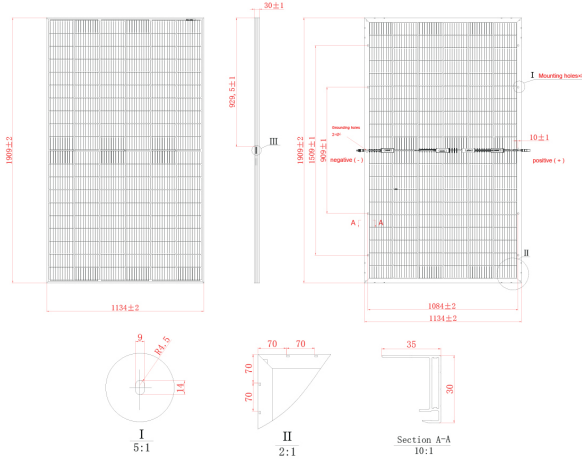 30±1
1909±2
929,5±1
III
1134±2
1909±2
1509±1
909±1
Grounding holes
negative ( - )
I
Mounting holes
10±1
positive ( + )
A
A
II
1084±2
1134±2
9
R4.5
14
I
5:1
70
70
70
70
II
2:1
35
30
Section A-A
10:1